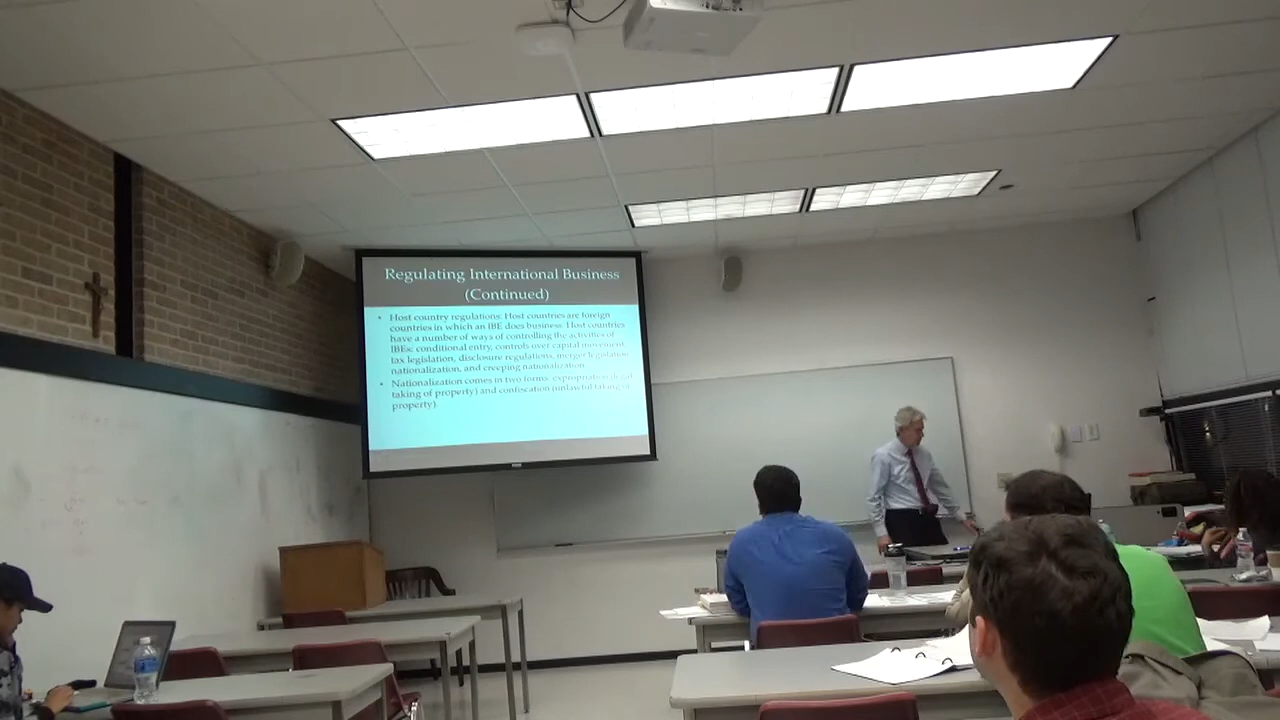 Regulating International Business
(Continued)
• Host country regulations: Host countries are foreign
countries in which an IBE does business. Host countries
have a number of ways of controlling the activities of
IBEs: conditional entry, controls over capital movement,
tax legislation, disclosure regulations, merger legislation,
nationalization, and creeping nationalization.
• Nationalization comes in two forms: expropriation (legal
taking of property) and confiscation (unlawful taking of
property).